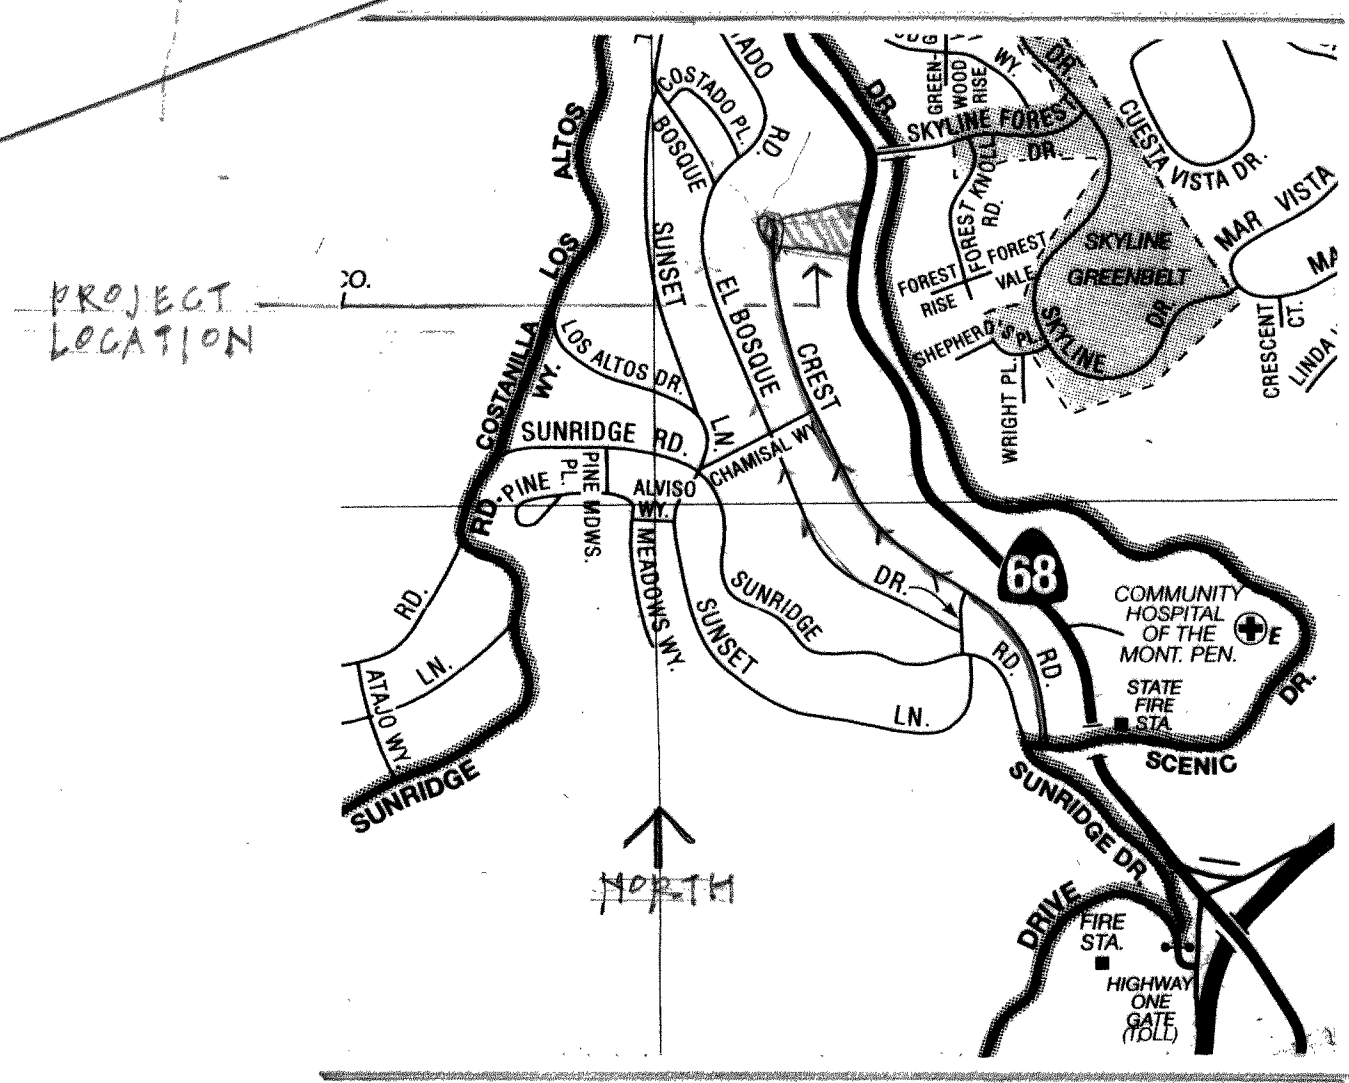 TADO
COSTADO PL.
RD.
BOSQUE
DR.
GREEN-
WOOD
RISE
WY.
DR.
SKYLINE FOREST
DR.
CUESTA VISTA DR.
ALTOS
LOS
SUNSET
LN.
EL BOSQUE
FOREST KNOLL
RD.
FOREST
RISE
FOREST
VALE
SKYLINE
GREENBELT
MAR VISTA
MA
CRESCENT
CT.
LINDA
SHEPHERD'S PL.
WRIGHT PL.
SKYLINE
DR.
CO.
PROJECT
LOCATION
LOS ALTOS DR.
COSTANILLA
WY.
CREST
SUNRIDGE RD.
CHAMISAL WY.
RD.
PINE
PL.
PINE MDWS.
ALVISO
WY.
MEADOWS WY.
SUNRIDGE
RD.
SUNSET
LN.
DR.
68
RD.
COMMUNITY
HOSPITAL
OF THE
MONT. PEN.
E
STATE
FIRE
STA.
SCENIC
DR.
RD.
LN.
ATAJO WY.
SUNRIDGE
SUNRIDGE DR.
NORTH
DRIVE
FIRE
STA.
HIGHWAY
ONE
GATE
(TOLL)